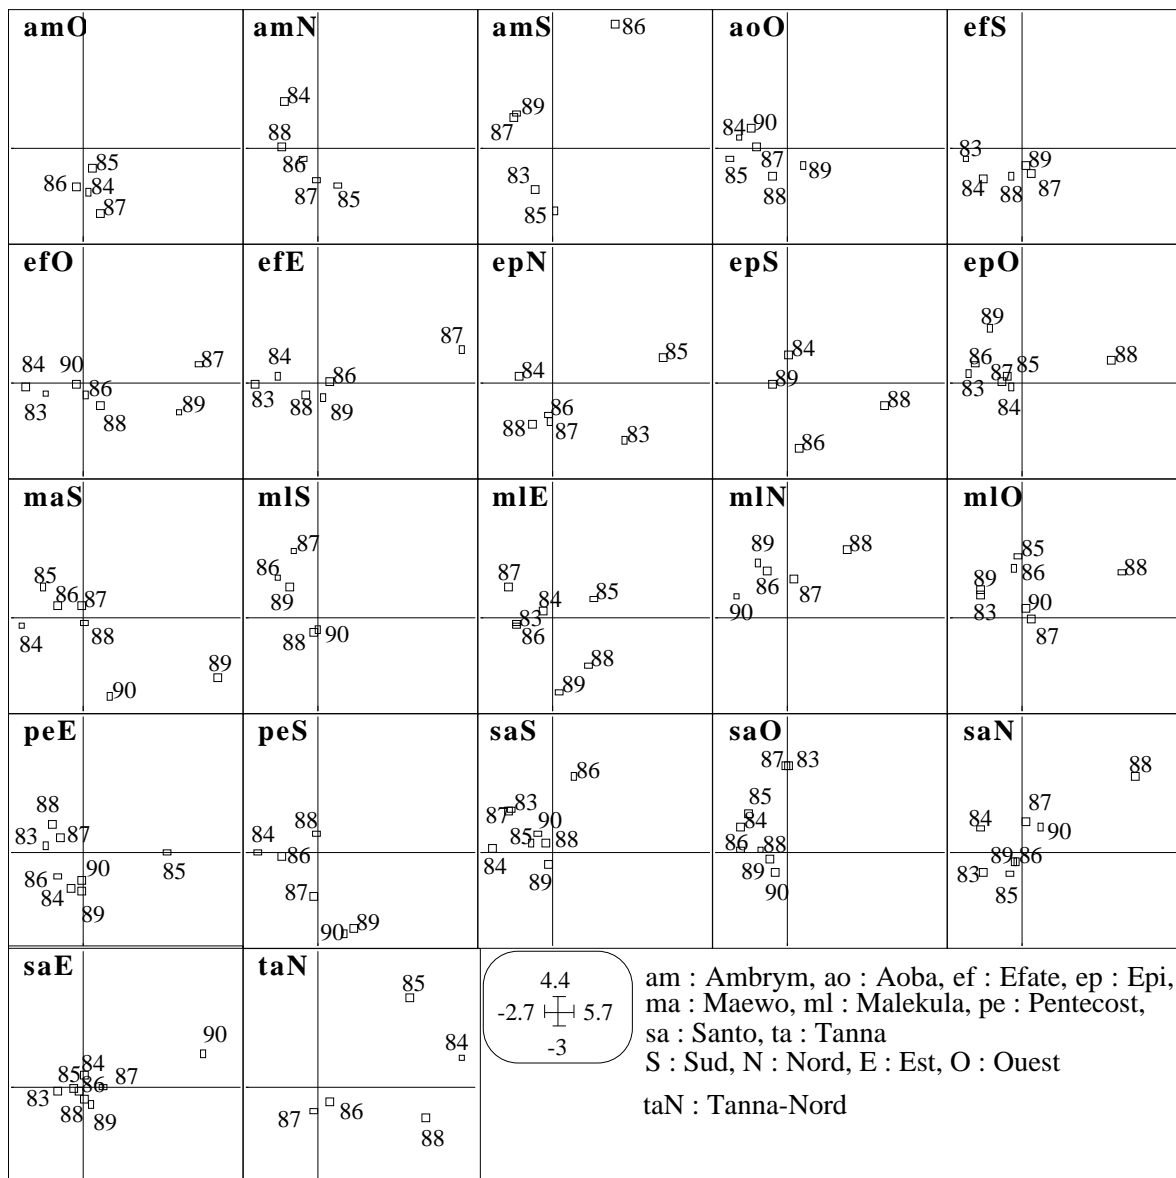 amO amN amS aoO efS
86
84 89 84 90
88 87 83 89
85 86 83 85 87 89 84 88 87
86 84 87 85 85 88
87
efO efE epN epS epO
89
84 90 87 84 87 84 85 84 86 87 85 88
83 86 89 83 88 86 89 86 89 88 83 84
88 88 87 83 86
maS mlS mlE mlN mlO
85 86 87 87 87 84 85 89 88 85
84 88 86 89 83 86 86 87 89 86 88
89 88 90 88 90 83 90
90 89 87
peE peS saS saO saN
88 88 86 87 83 88
83 87 84 86 87 83 90 85 84 87
86 90 85 87 85 88 86 88 84 90
84 89 90 89 84 89 89 90 89 86 83 85
saE taN
90 85
85 84 87 84
83 86 87 86
88 89 88
4.4
-2.7 5.7
-3
am : Ambrym, ao : Aoba, ef : Efate, ep : Epi,
ma : Maewo, ml : Malekula, pe : Pentecost,
sa : Santo, ta : Tanna
S : Sud, N : Nord, E : Est, O : Ouest
taN : Tanna-Nord